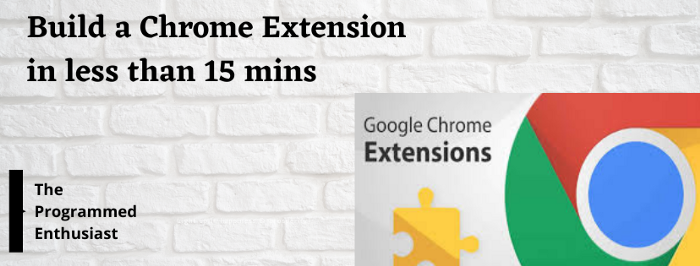 Build a Chrome Extension
in less than 15 mins
Google Chrome
Extensions
The
Programmed
Enthusiast